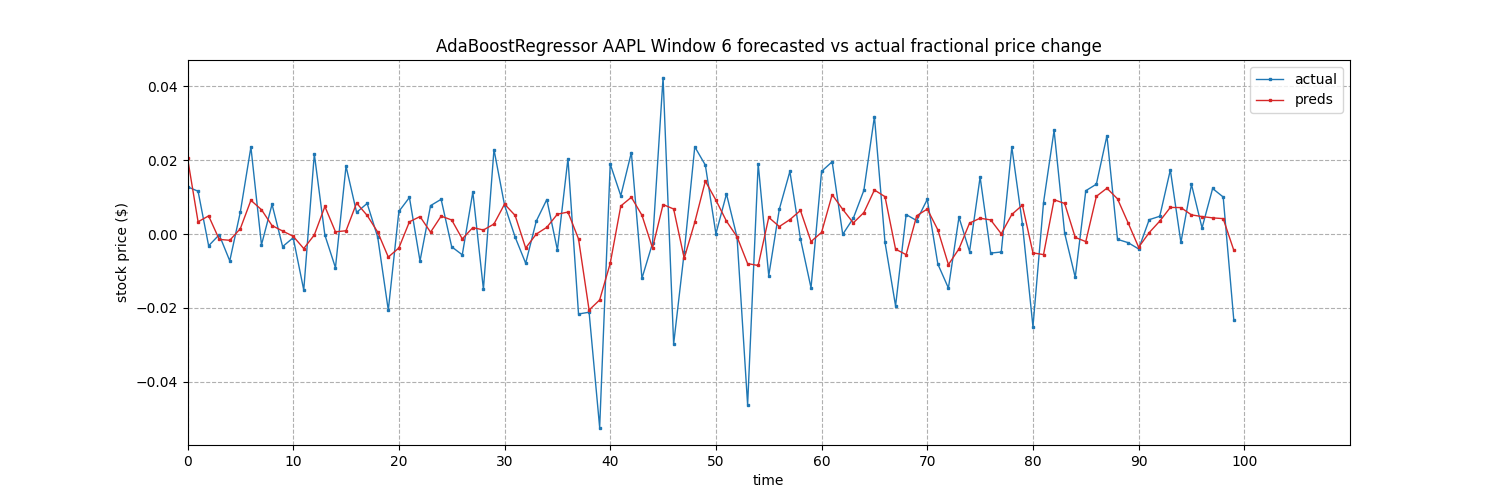 AdaBoostRegressor AAPL Window 6 forecasted vs actual fractional price change
actual
preds
stock price ($)
0.04
0.02
0.00
−0.02
−0.04
0 10 20 30 40 50 60 70 80 90 100
time